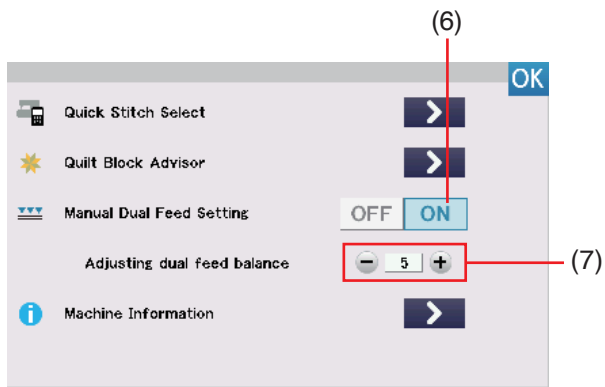 (6)
OK
Quick Stitch Select
Quilt Block Advisor
Manual Dual Feed Setting OFF ON
Adjusting dual feed balance − 5 + (7)
Machine Information